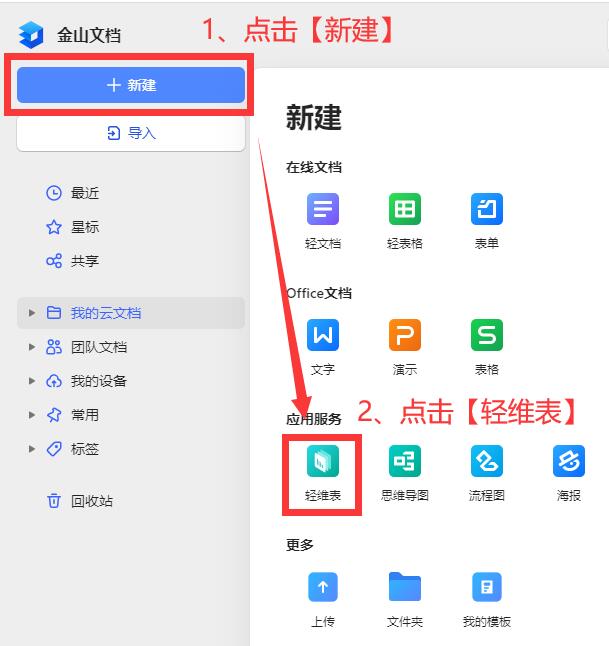 金山文档
1、点击【新建】
新建
导入
新建
在线文档
最近
星标
轻文档
轻表格
表单
共享
Office文档
我的云文档
团队文档
文字
演示
表格
我的设备
常用
应用服务
2、点击【轻维表】
标签
轻维表
思维导图
流程图
海报
回收站
更多
上传
文件夹
我的模板